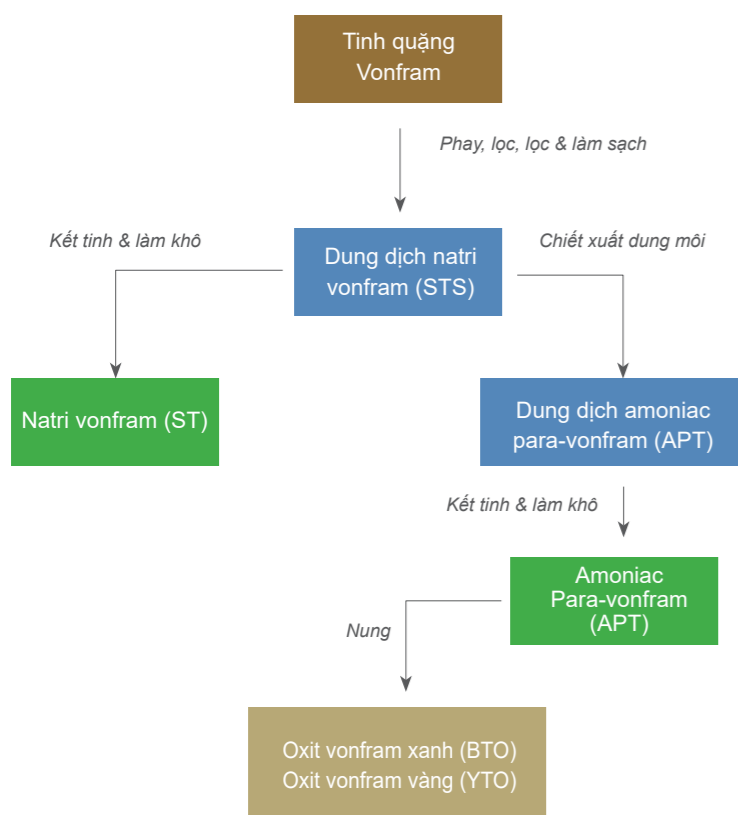 Tinh quặng
Vonfram
Phay, lọc, lọc & làm sạch
Kết tinh & làm khô
Dung dịch natri
vonfram (STS)
Chiết xuất dung môi
Natri vonfram (ST)
Dung dịch amoniac
para-vonfram (APT)
Kết tinh & làm khô
Amoniac
Para-vonfram
(APT)
Nung
Oxit vonfram xanh (BTO)
Oxit vonfram vàng (YTO)